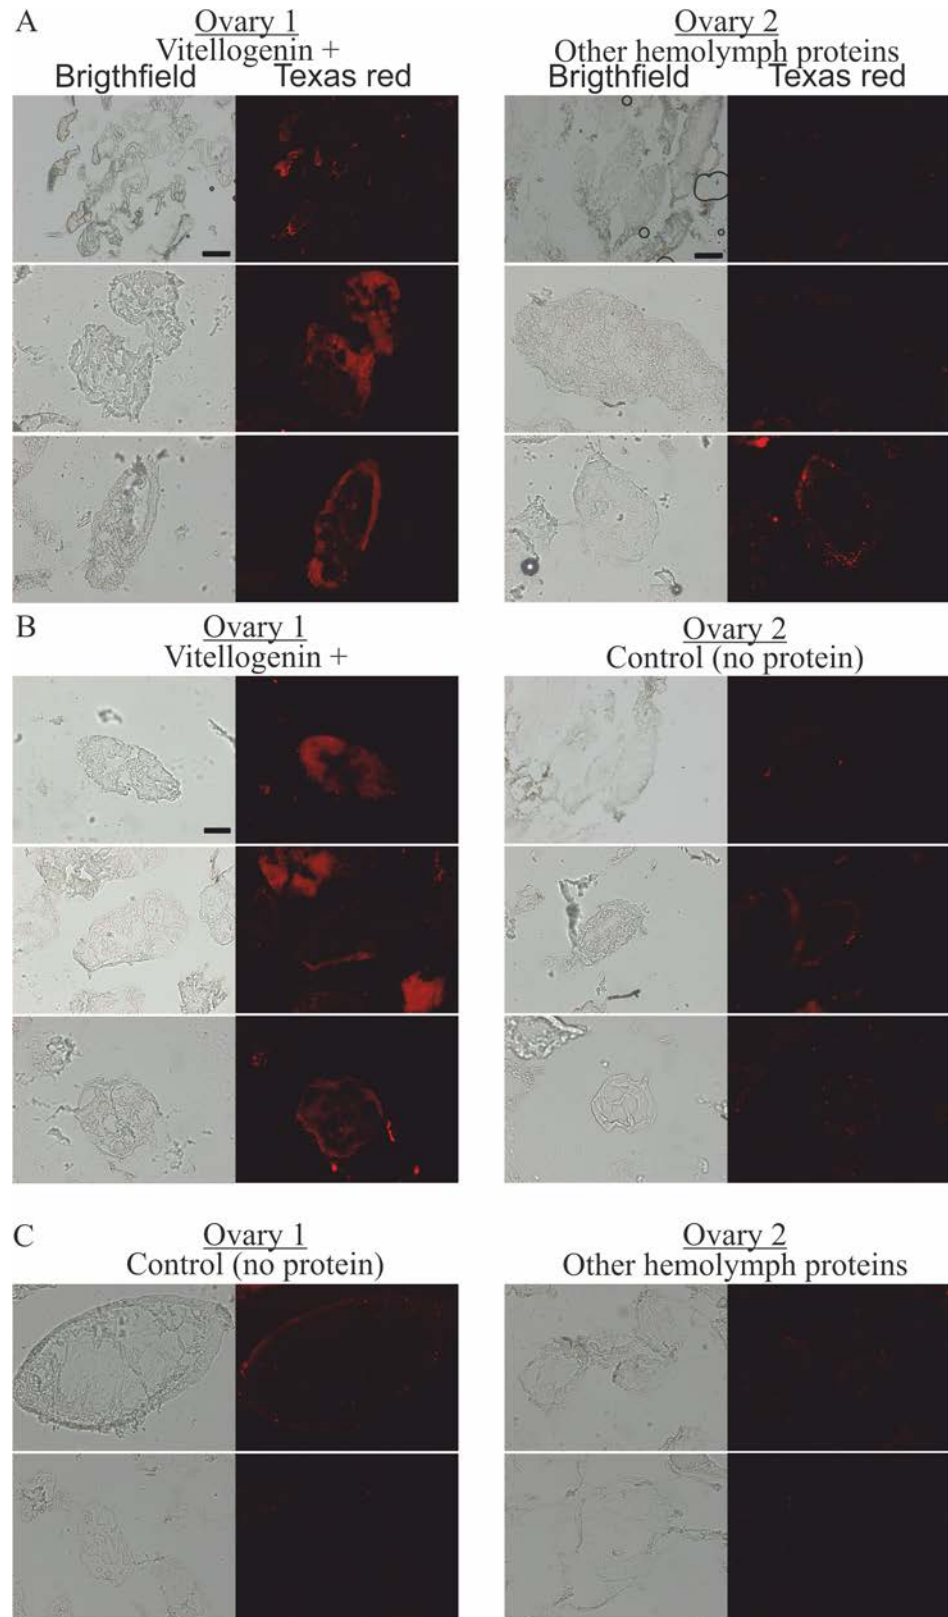 A
Ovary 1
Vitellogenin +
Brigthfield
Texas red
Ovary 2
Other hemolymph proteins
Brigthfield
Texas red
B
Ovary 1
Vitellogenin +
Ovary 2
Control (no protein)
C
Ovary 1
Control (no protein)
Ovary 2
Other hemolymph proteins